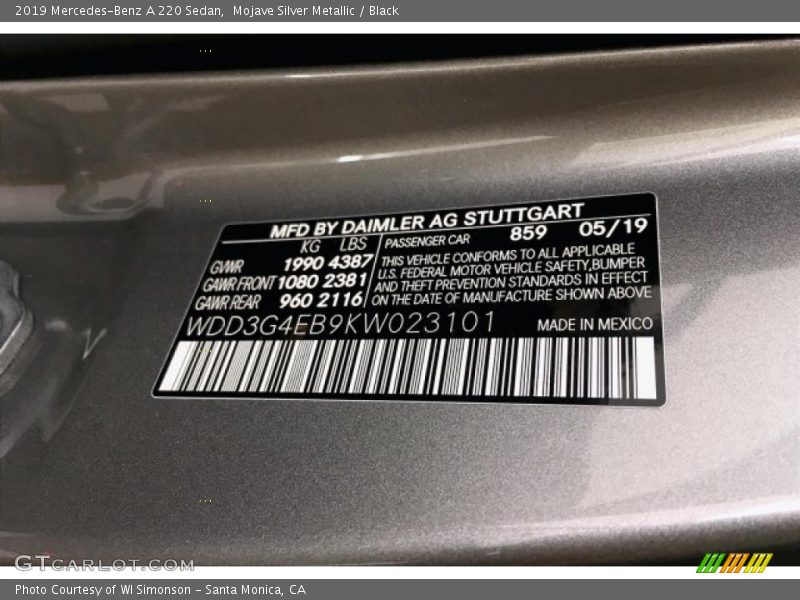 2019 Mercedes-Benz A 220 Sedan, Mojave Silver Metallic / Black
MFD BY DAIMLER AG STUTTGART
KG LBS PASSENGER CAR 859 05/19
GVWR 1990 4387
GAWR FRONT 1080 2381
GAWR REAR 960 2116
THIS VEHICLE CONFORMS TO ALL APPLICABLE
U.S. FEDERAL MOTOR VEHICLE SAFETY, BUMPER
AND THEFT PREVENTION STANDARDS IN EFFECT
ON THE DATE OF MANUFACTURE SHOWN ABOVE
WDD3G4EB9KW023101 MADE IN MEXICO
GTCARLOT.COM
Photo Courtesy of WI Simonson - Santa Monica, CA